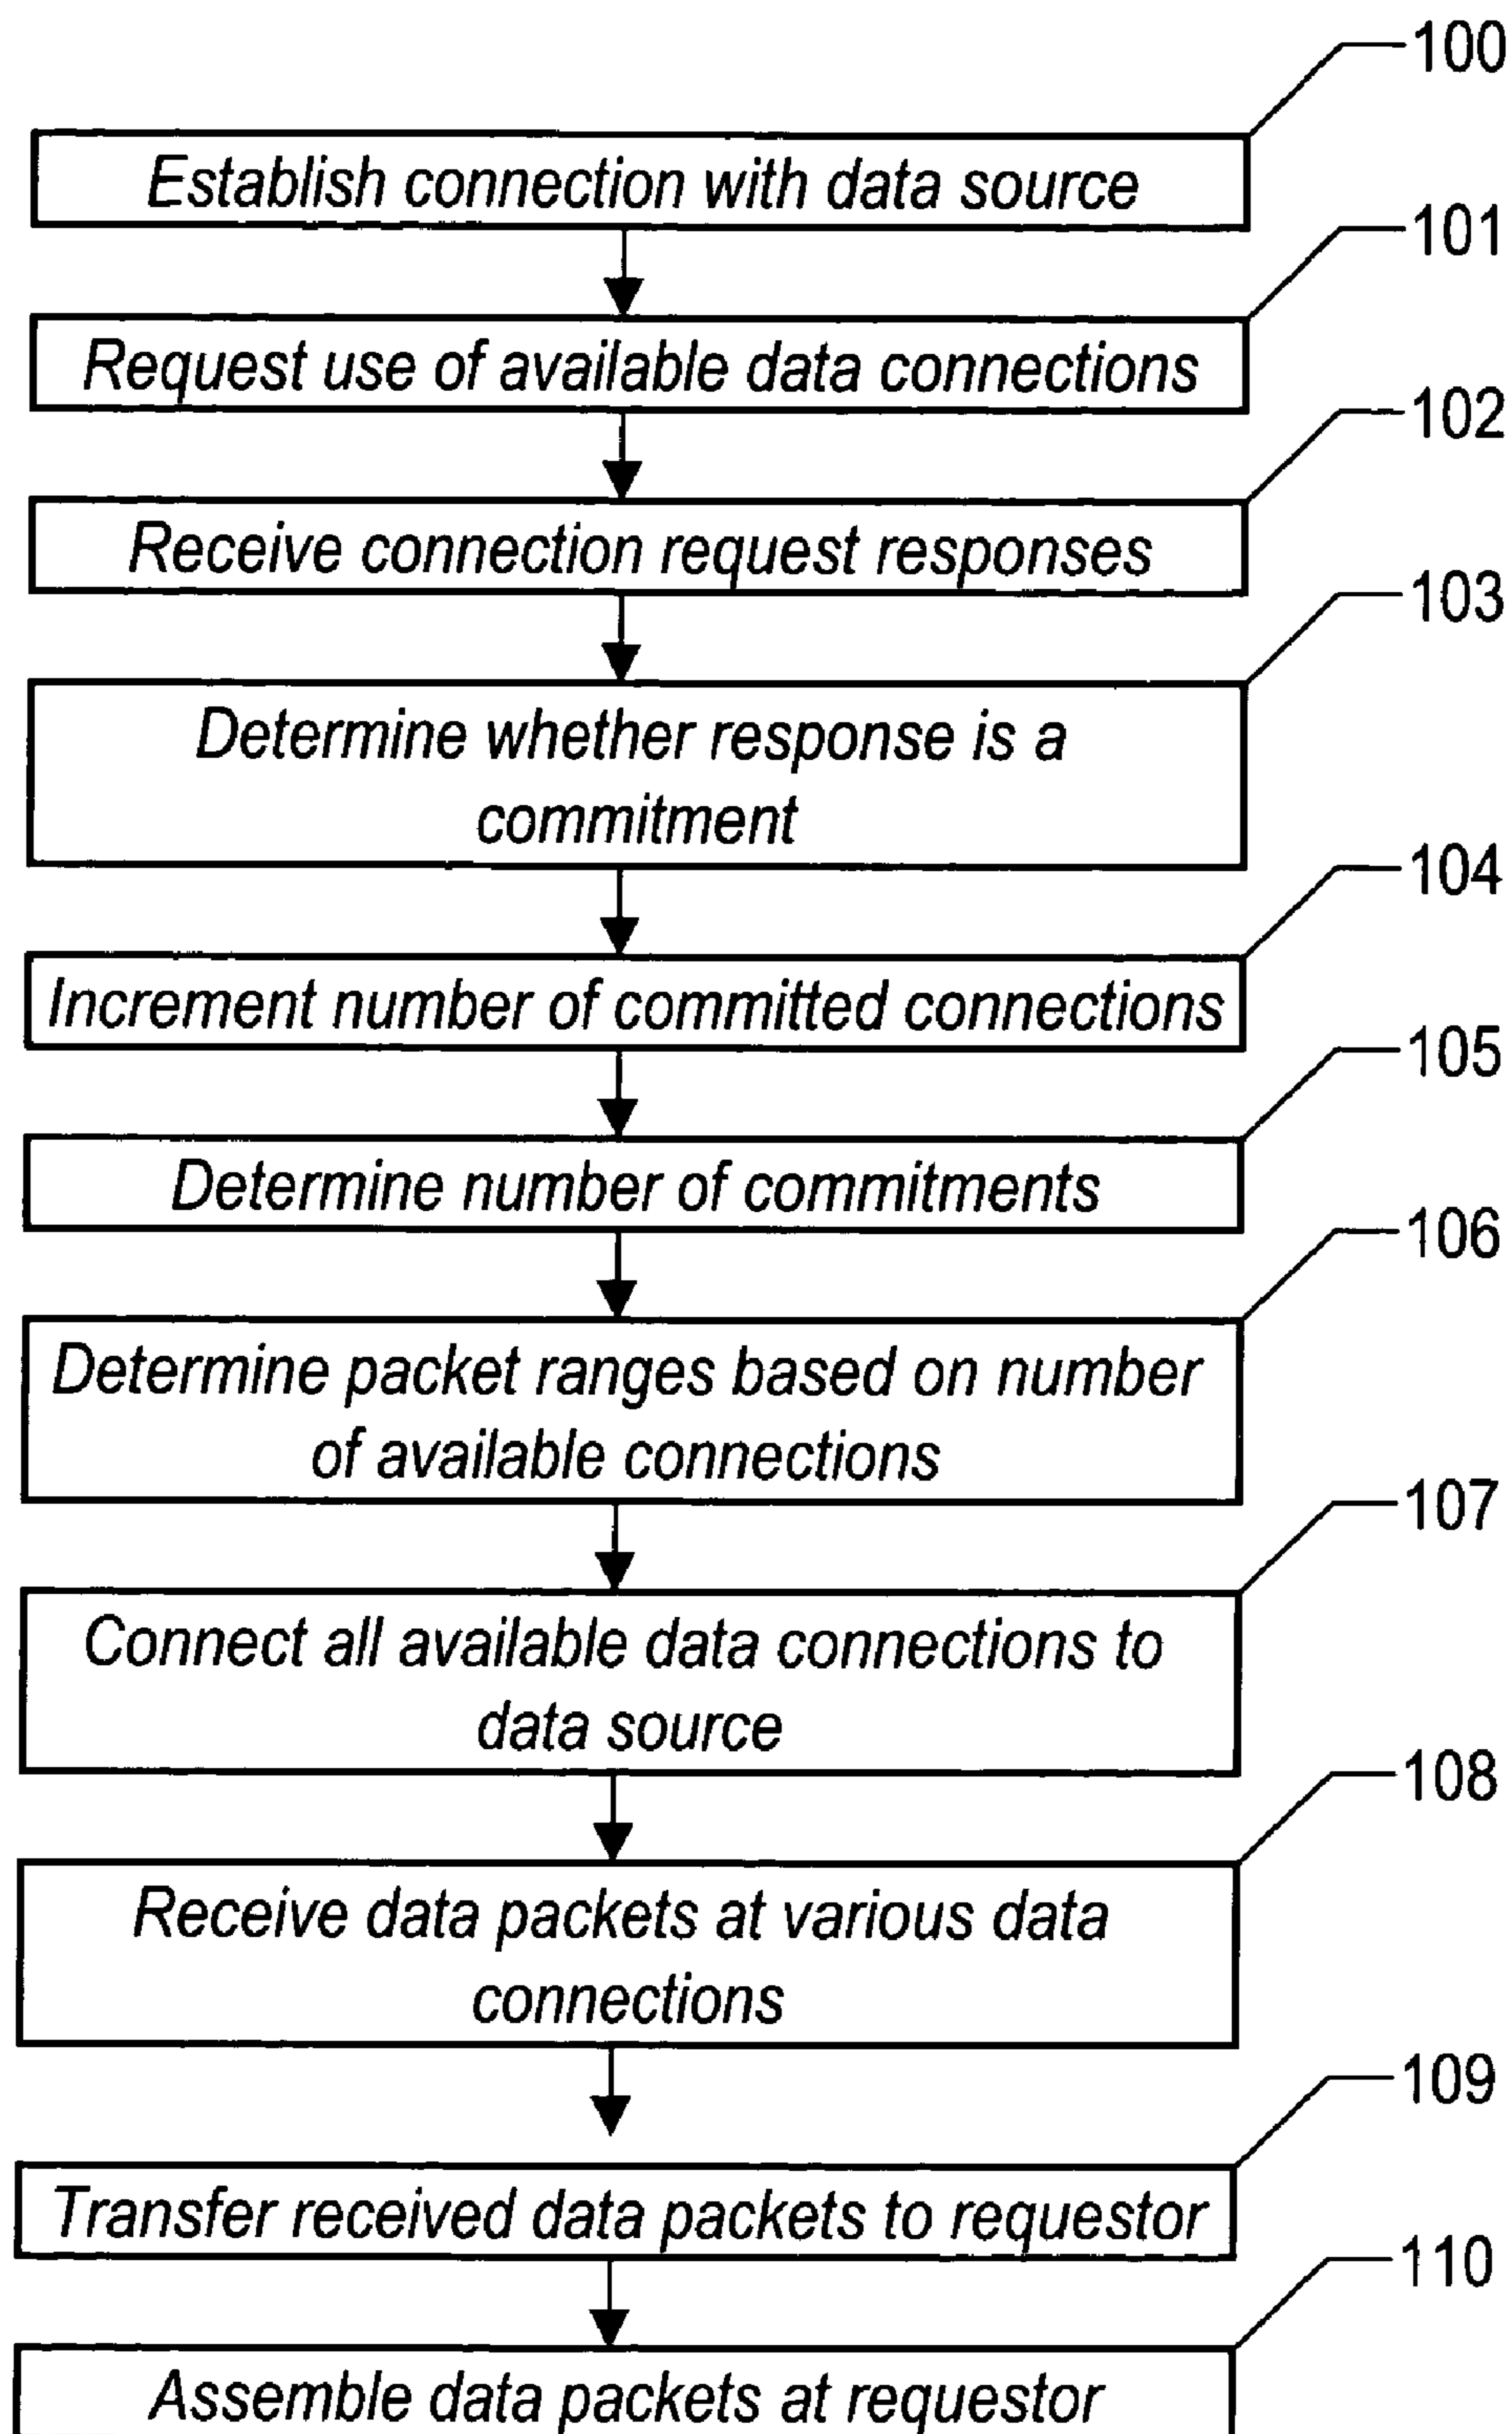 100
Establish connection with data source
101
Request use of available data connections
102
Receive connection request responses
103
Determine whether response is a
commitment
104
Increment number of committed connections
105
Determine number of commitments
106
Determine packet ranges based on number
of available connections
107
Connect all available data connections to
data source
108
Receive data packets at various data
connections
109
Transfer received data packets to requestor
110
Assemble data packets at requestor